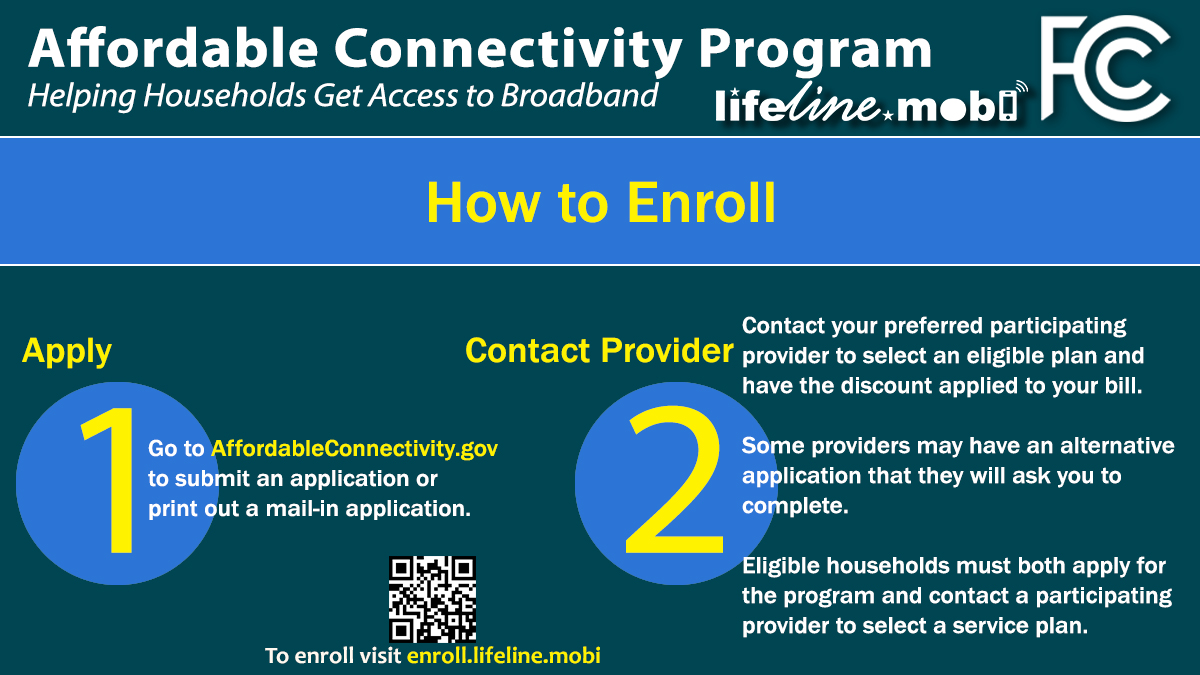 Affordable Connectivity Program
Helping Households Get Access to Broadband
lifeline.mobi
FCC
How to Enroll
Apply
1
Go to AffordableConnectivity.gov
to submit an application or
print out a mail-in application.
Contact Provider
2
Contact your preferred participating
provider to select an eligible plan and
have the discount applied to your bill.
Some providers may have an alternative
application that they will ask you to
complete.
Eligible households must both apply for
the program and contact a participating
provider to select a service plan.
To enroll visit enroll.lifeline.mobi